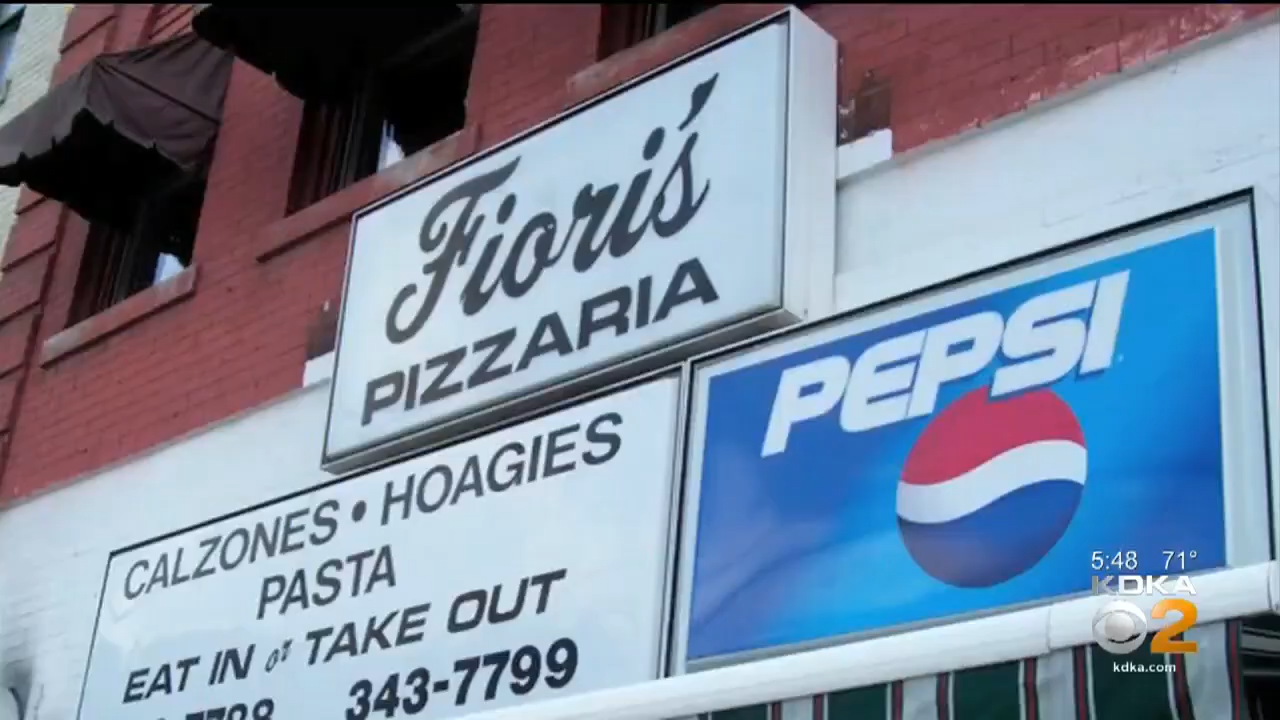 Fiori's
PIZZARIA
PEPSI
CALZONES • HOAGIES
PASTA
EAT IN or TAKE OUT
343-7799
5:48 71°
KDKA
2
kdka.com